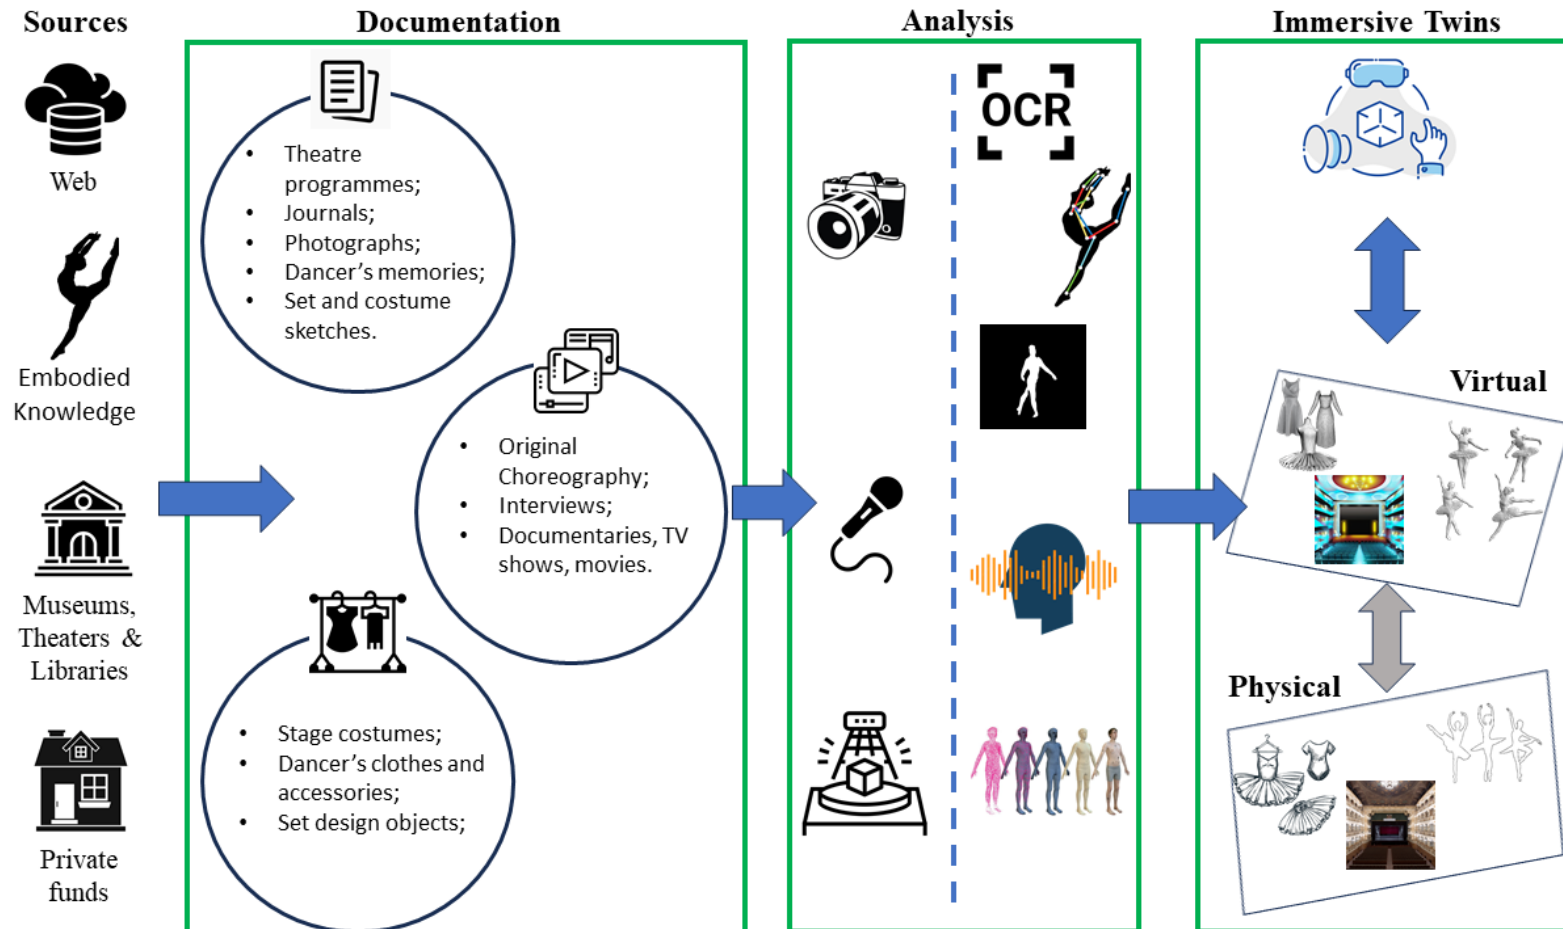 Sources
Documentation
Analysis
Immersive Twins
Web
Embodied
Knowledge
Museums,
Theaters &
Libraries
Private
funds
• Theatre
programmes;
• Journals;
• Photographs;
• Dancer’s memories;
• Set and costume
sketches.
• Original
Choreography;
• Interviews;
• Documentaries, TV
shows, movies.
• Stage costumes;
• Dancer’s clothes and
accessories;
• Set design objects;
OCR
Virtual
Physical